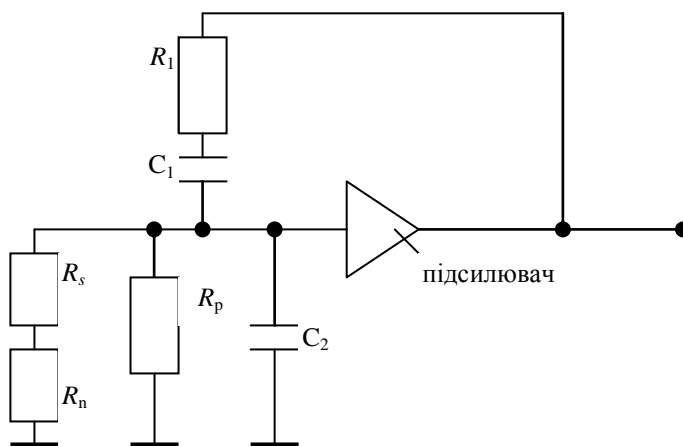 R₁
C₁
Rₛ
Rₚ
C₂
підсилювач
Rₙ